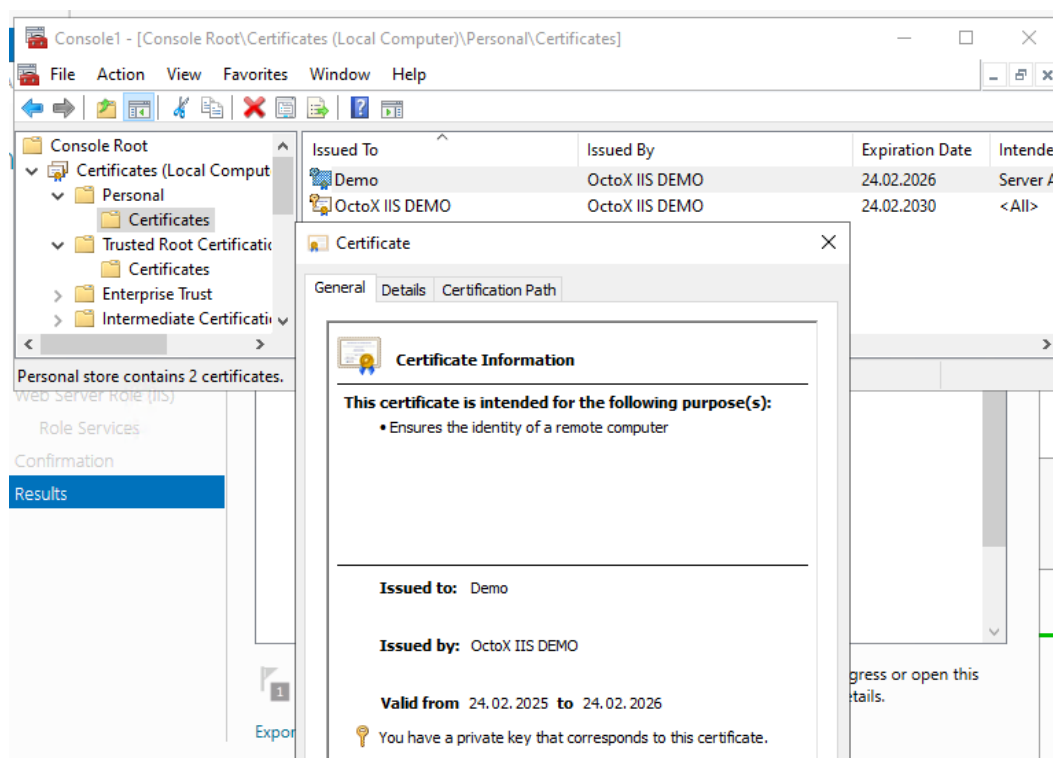 Console1 - [Console Root\Certificates (Local Computer)\Personal\Certificates]
File Action View Favorites Window Help
Console Root
Certificates (Local Comput
Personal
Certificates
Trusted Root Certificatic
Certificates
Enterprise Trust
Intermediate Certificati
Personal store contains 2 certificates.
Issued To Issued By Expiration Date Intende
Demo OctoX IIS DEMO 24.02.2026 Server A
OctoX IIS DEMO OctoX IIS DEMO 24.02.2030 <All>
Certificate
General Details Certification Path
Certificate Information
This certificate is intended for the following purpose(s):
• Ensures the identity of a remote computer
Issued to: Demo
Issued by: OctoX IIS DEMO
Valid from 24.02.2025 to 24.02.2026
You have a private key that corresponds to this certificate.
Web Server Role (IIS)
Role Services
Confirmation
Results
1
gress or open this
tails.
Expor